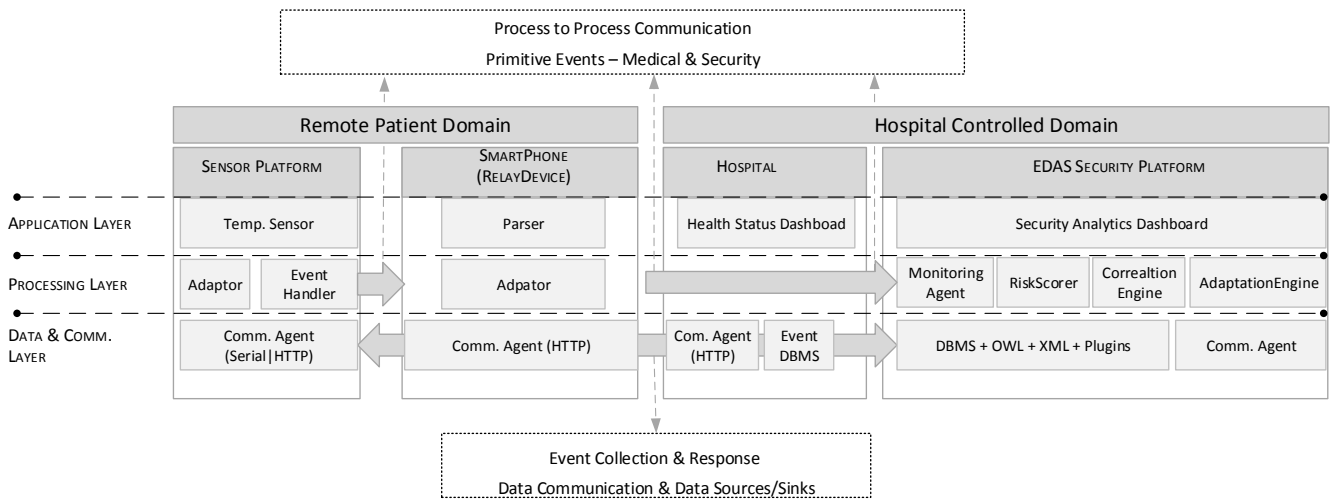 Process to Process Communication
Primitive Events – Medical & Security
Remote Patient Domain
Hospital Controlled Domain
SENSOR PLATFORM
SMARTPHONE
(RELAYDEVICE)
HOSPITAL
EDAS SECURITY PLATFORM
APPLICATION LAYER
Temp. Sensor
Parser
Health Status Dashboad
Security Analytics Dashboard
PROCESSING LAYER
Adaptor
Event
Handler
Adpator
Monitoring
Agent
RiskScorer
Correaltion
Engine
AdaptationEngine
DATA & COMM.
LAYER
Comm. Agent
(Serial|HTTP)
Comm. Agent (HTTP)
Com. Agent
(HTTP)
Event
DBMS
DBMS + OWL + XML + Plugins
Comm. Agent
Event Collection & Response
Data Communication & Data Sources/Sinks